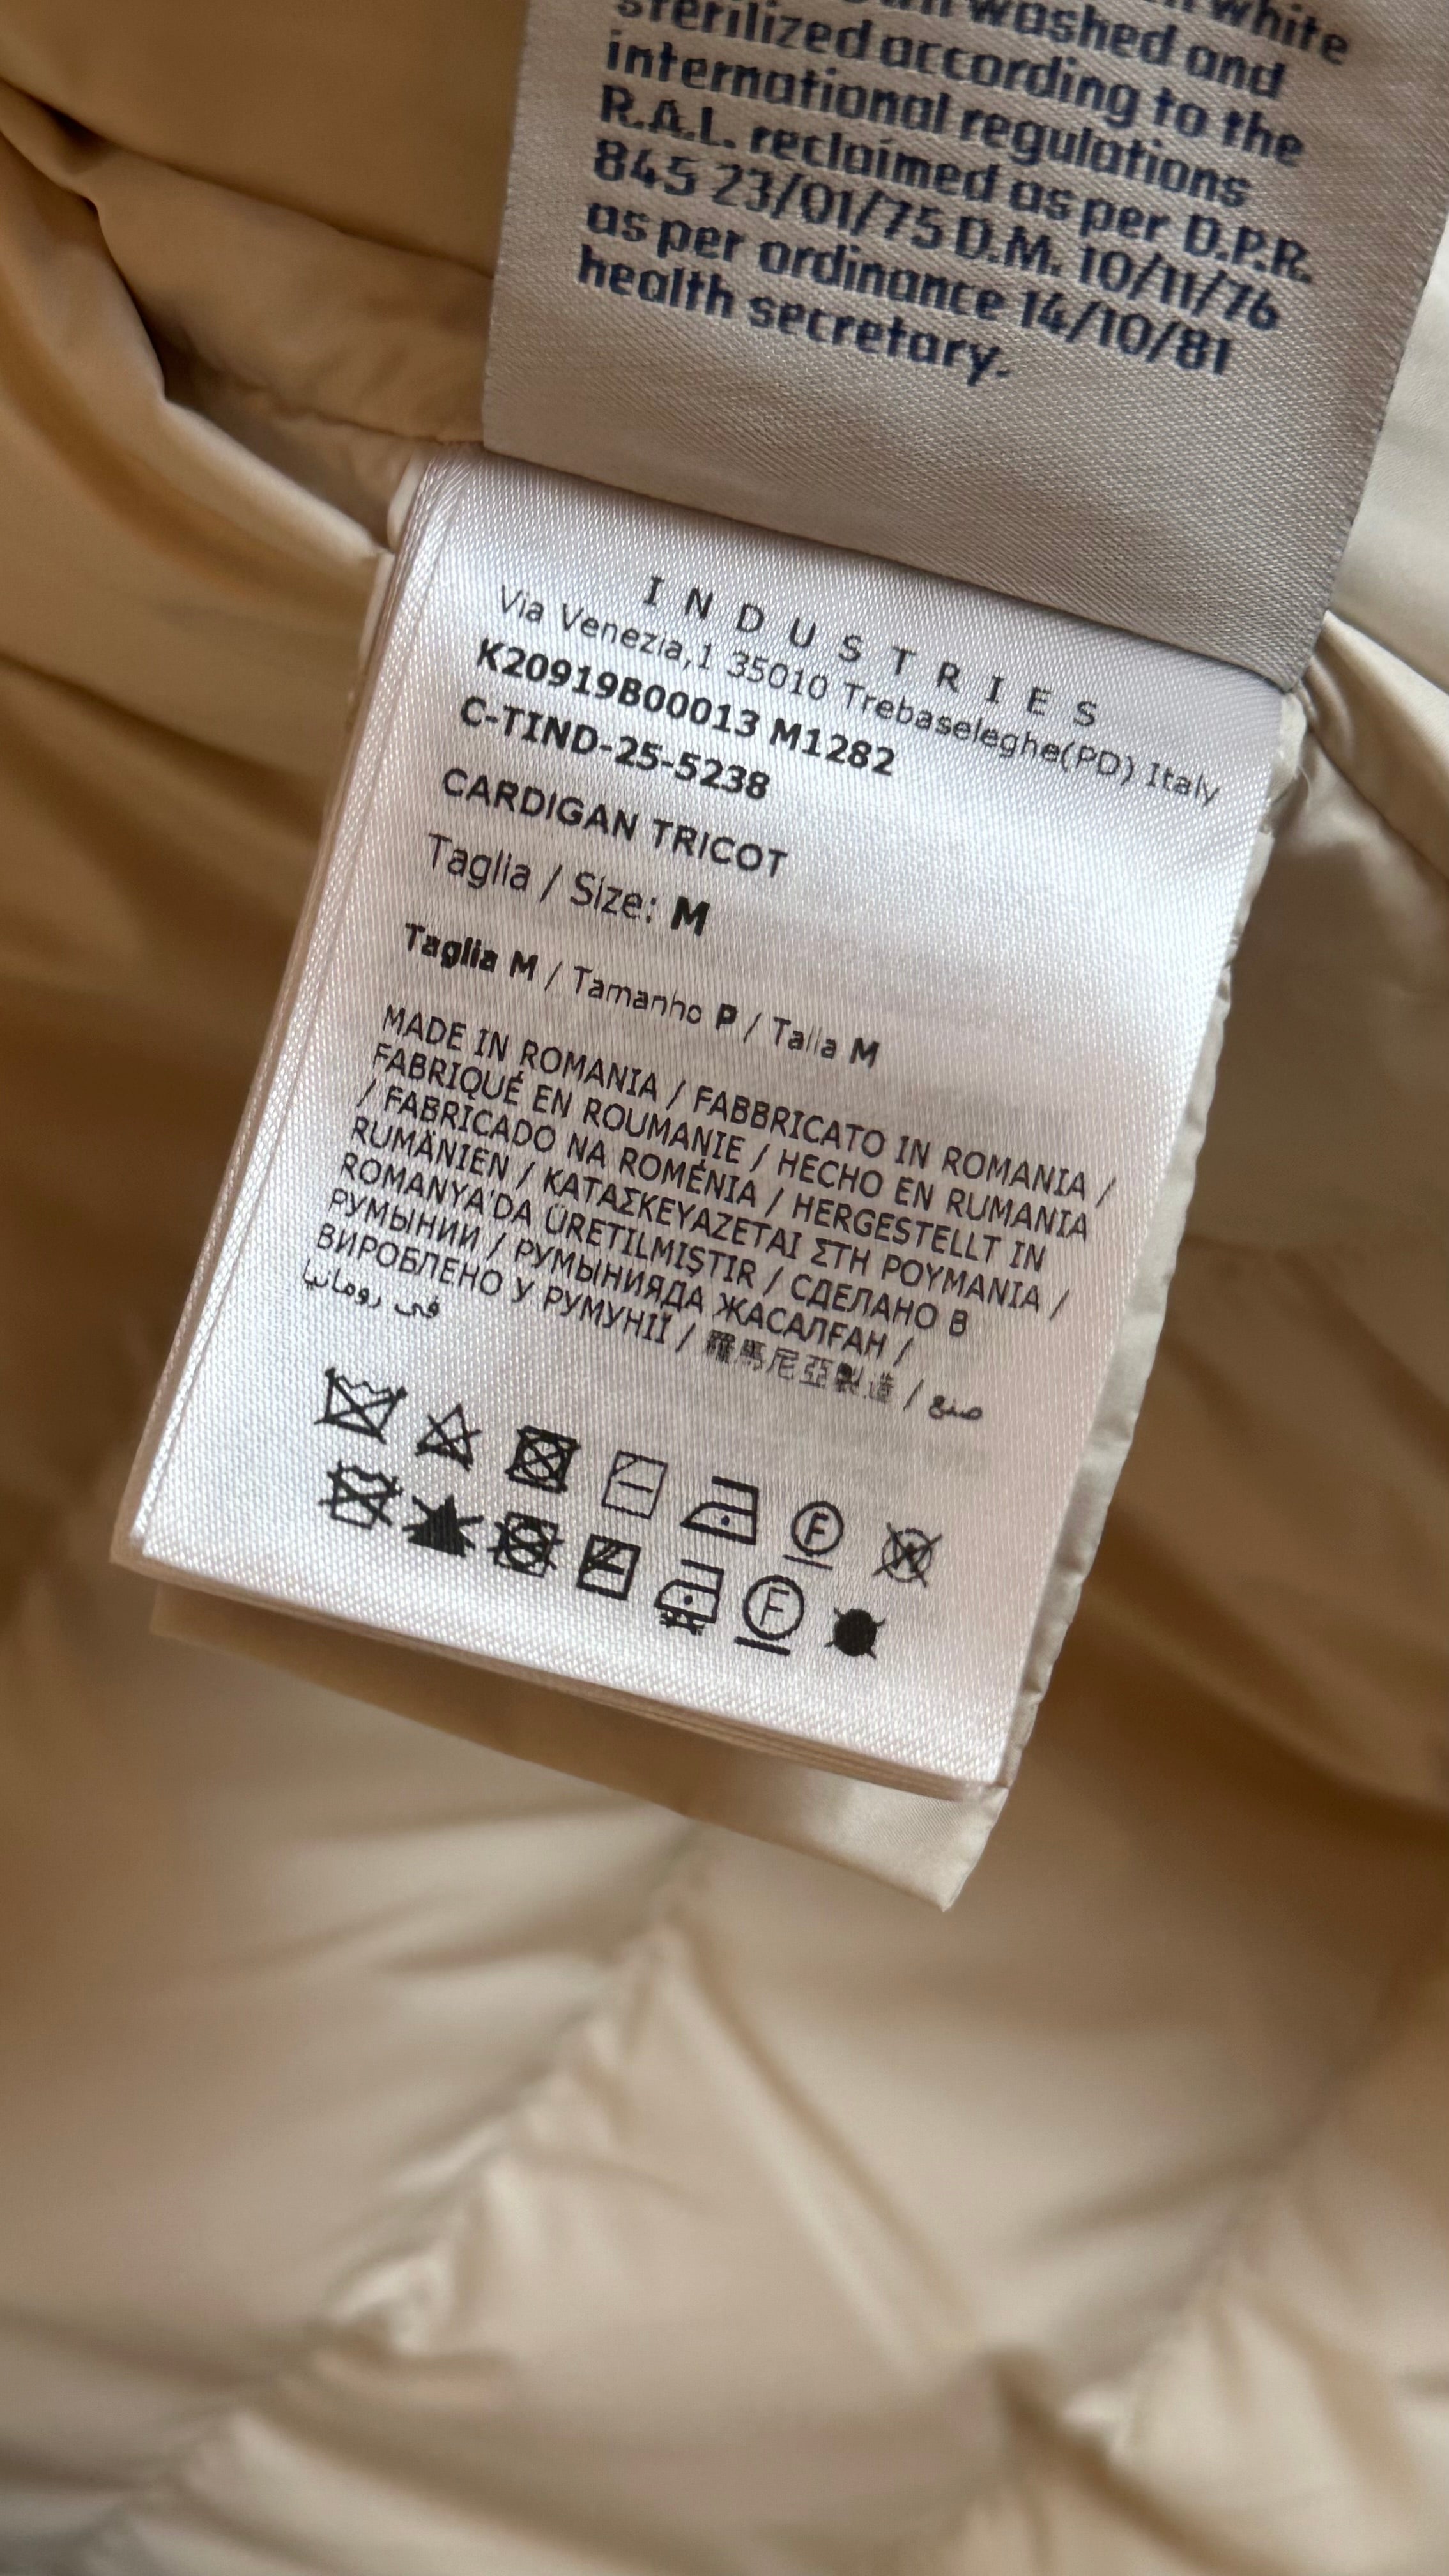 white
washed and
sterilized according to the
international regulations
R.A.L. reclaimed as per D.P.R.
845 23/01/75 D.M. 10/11/76
as per ordinance 14/10/81
health secretary.
INDUSTRIES
Via Venezia,1 35010 Trebaseleghe(PD) Italy
K20919B00013 M1282
C-TIND-25-5238
CARDIGAN TRICOT
Taglia / Size: M
Taglia M / Tamanho P / Talla M
MADE IN ROMANIA / FABBRICATO IN ROMANIA /
FABRIQUÉ EN ROUMANIE / HECHO EN RUMANIA
/ FABRICADO NA ROMÉNIA / HERGESTELLT IN
RUMÄNIEN / ΚΑΤΑΣΚΕΥΑΖΕΤΑΙ ΣΤΗ ΡΟΥΜΑΝΙΑ /
ROMANYA'DA ÜRETILMIŞTIR / СДЕЛАНО В
РУМЫНИИ / РУМЫНИЯДА ЖАСАЛҒАН /
ВИРОБЛЕНО У РУМУНІЇ / 羅馬尼亞製造 / صنع
في رومانيا
F
F